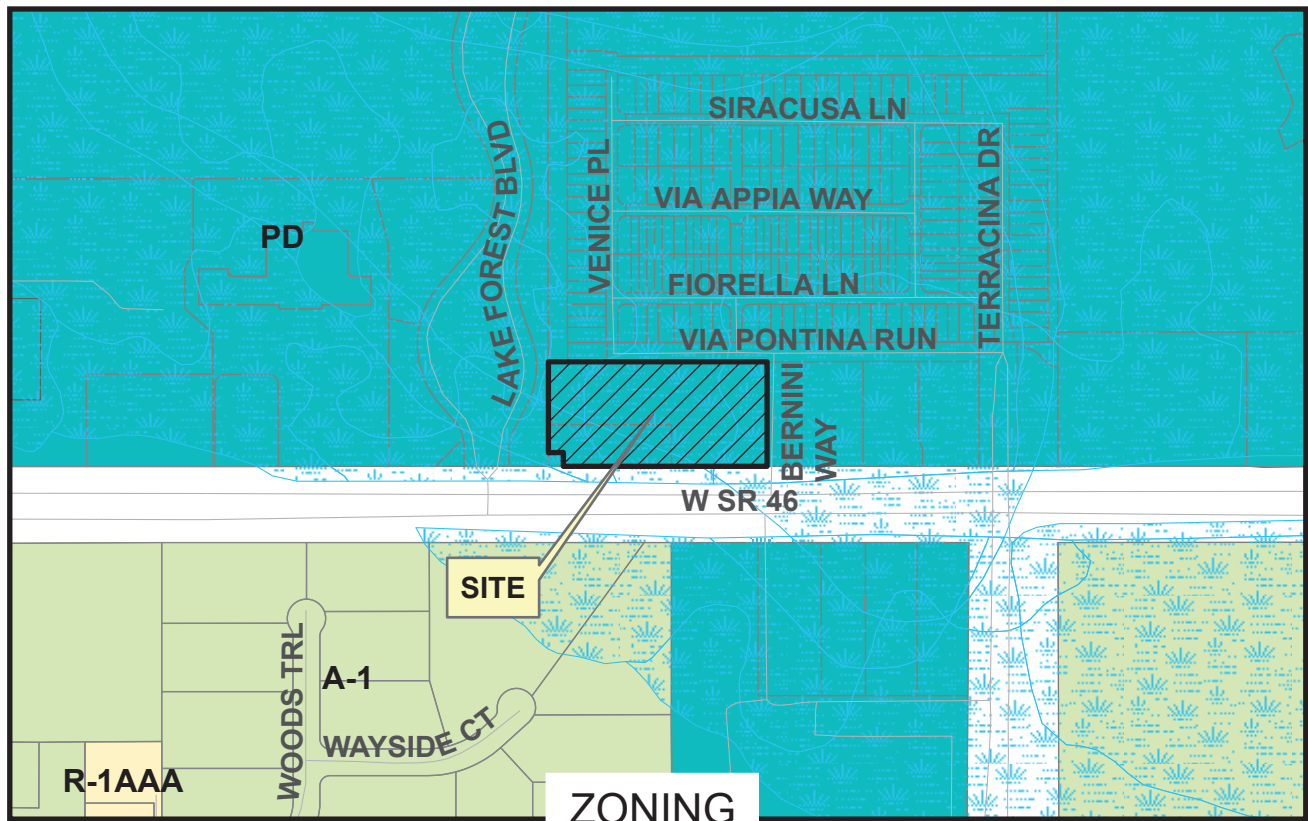 SIRACUSA LN
LAKE FOREST BLVD
VENICE PL
TERRACINA DR
VIA APPIA WAY
PD
FIORELLA LN
VIA PONTINA RUN
BERNINI
WAY
W SR 46
SITE
WOODS TRL
A-1
WAYSIDE CT
R-1AAA
ZONING